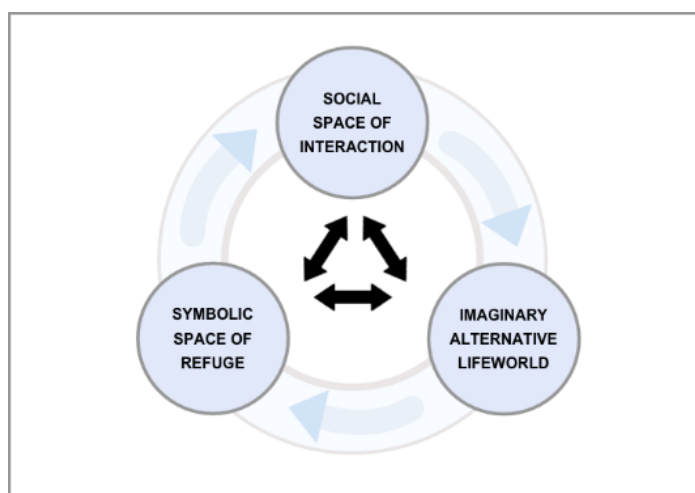 SOCIAL
SPACE OF
INTERACTION
SYMBOLIC
SPACE OF
REFUGE
IMAGINARY
ALTERNATIVE
LIFEWORLD